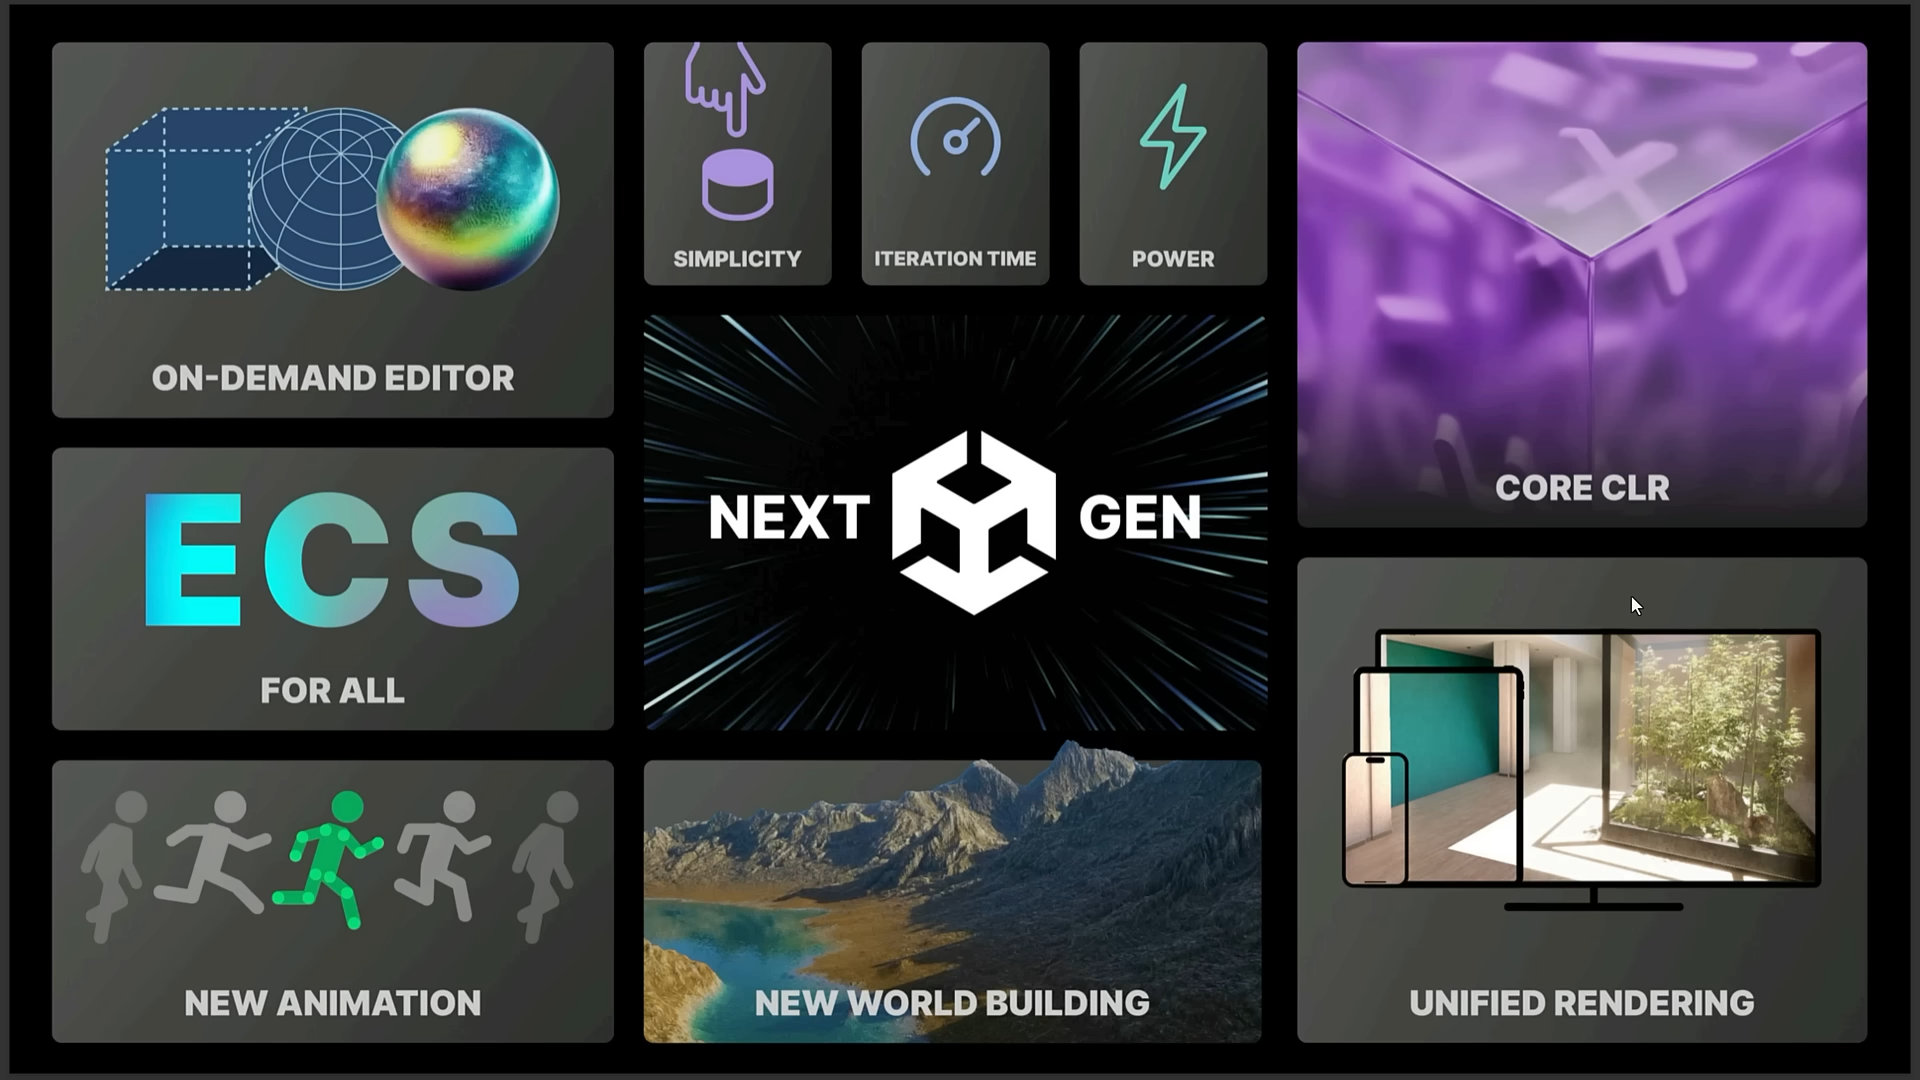 ON-DEMAND EDITOR
SIMPLICITY
ITERATION TIME
POWER
CORE CLR
ECS
FOR ALL
NEXT GEN
NEW ANIMATION
NEW WORLD BUILDING
UNIFIED RENDERING